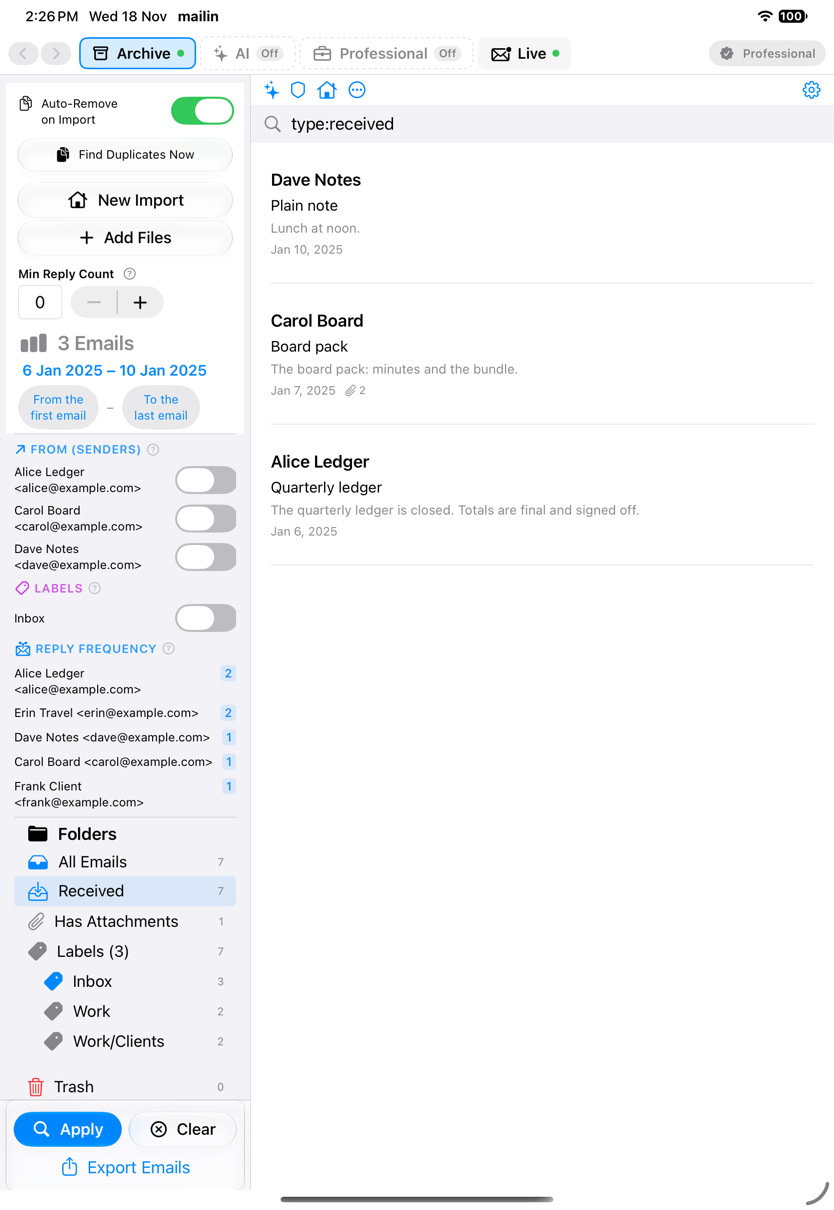 2:26 PM Wed 18 Nov mailin
100
Archive
AI Off
Professional Off
Live
Professional
Auto-Remove
on Import
Find Duplicates Now
New Import
Add Files
Min Reply Count ?
0
3 Emails
6 Jan 2025 – 10 Jan 2025
From the
first email
–
To the
last email
FROM (SENDERS) ?
Alice Ledger
<alice@example.com>
Carol Board
<carol@example.com>
Dave Notes
<dave@example.com>
LABELS ?
Inbox
REPLY FREQUENCY ?
Alice Ledger
<alice@example.com>
2
Erin Travel <erin@example.com> 2
Dave Notes <dave@example.com> 1
Carol Board <carol@example.com> 1
Frank Client
<frank@example.com>
1
Folders
All Emails 7
Received 7
Has Attachments 1
Labels (3) 7
Inbox 3
Work 2
Work/Clients 2
Trash 0
Apply
Clear
Export Emails
type:received
Dave Notes
Plain note
Lunch at noon.
Jan 10, 2025
Carol Board
Board pack
The board pack: minutes and the bundle.
Jan 7, 2025 2
Alice Ledger
Quarterly ledger
The quarterly ledger is closed. Totals are final and signed off.
Jan 6, 2025